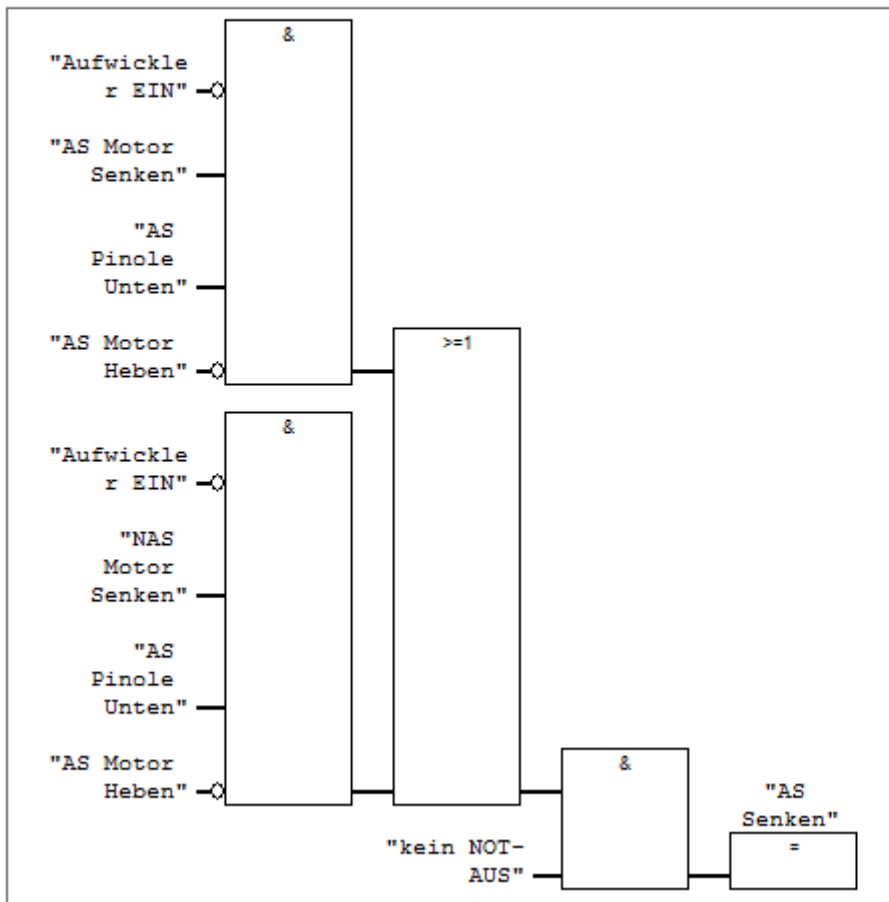 &
"Aufwickle
r EIN"
"AS Motor
Senken"
"AS
Pinole
Unten"
"AS Motor
Heben"
>=1
&
"Aufwickle
r EIN"
"NAS
Motor
Senken"
"AS
Pinole
Unten"
"AS Motor
Heben"
&
"kein NOT-
AUS"
"AS
Senken"
=